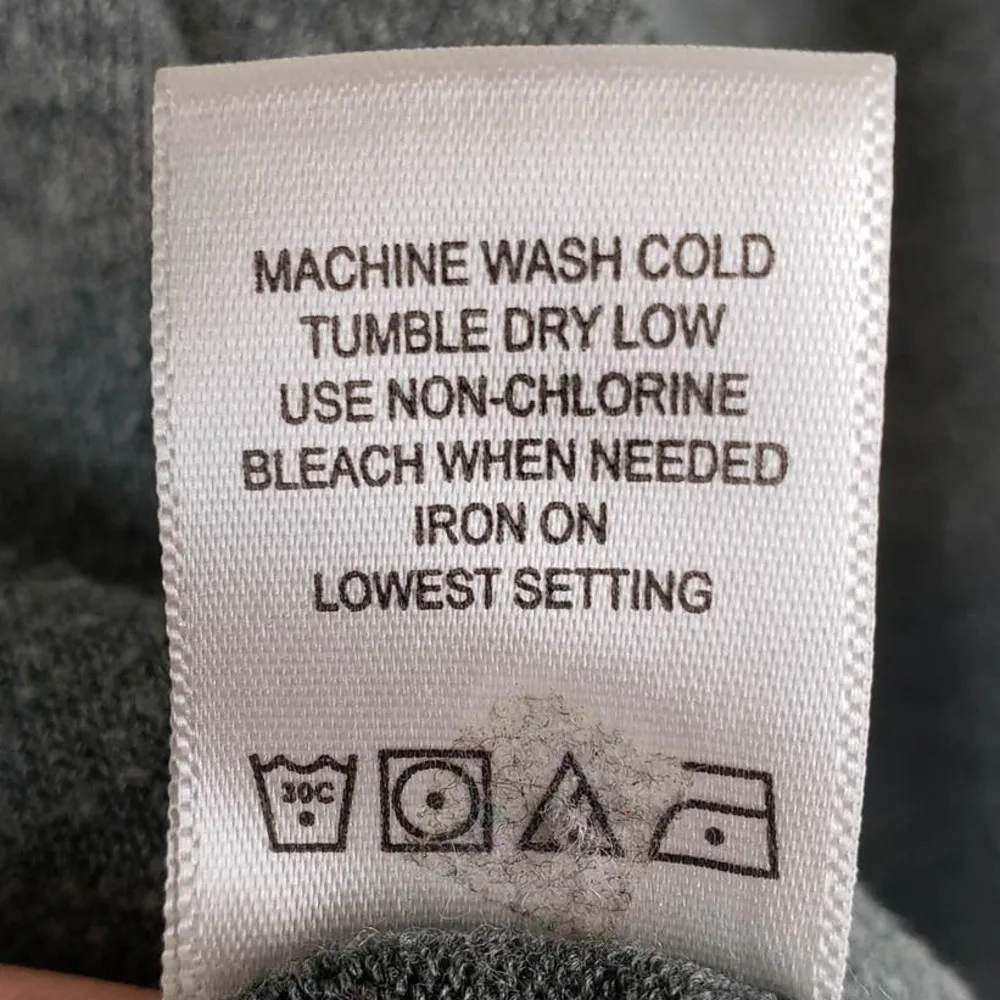 MACHINE WASH COLD
TUMBLE DRY LOW
USE NON-CHLORINE
BLEACH WHEN NEEDED
IRON ON
LOWEST SETTING
30C